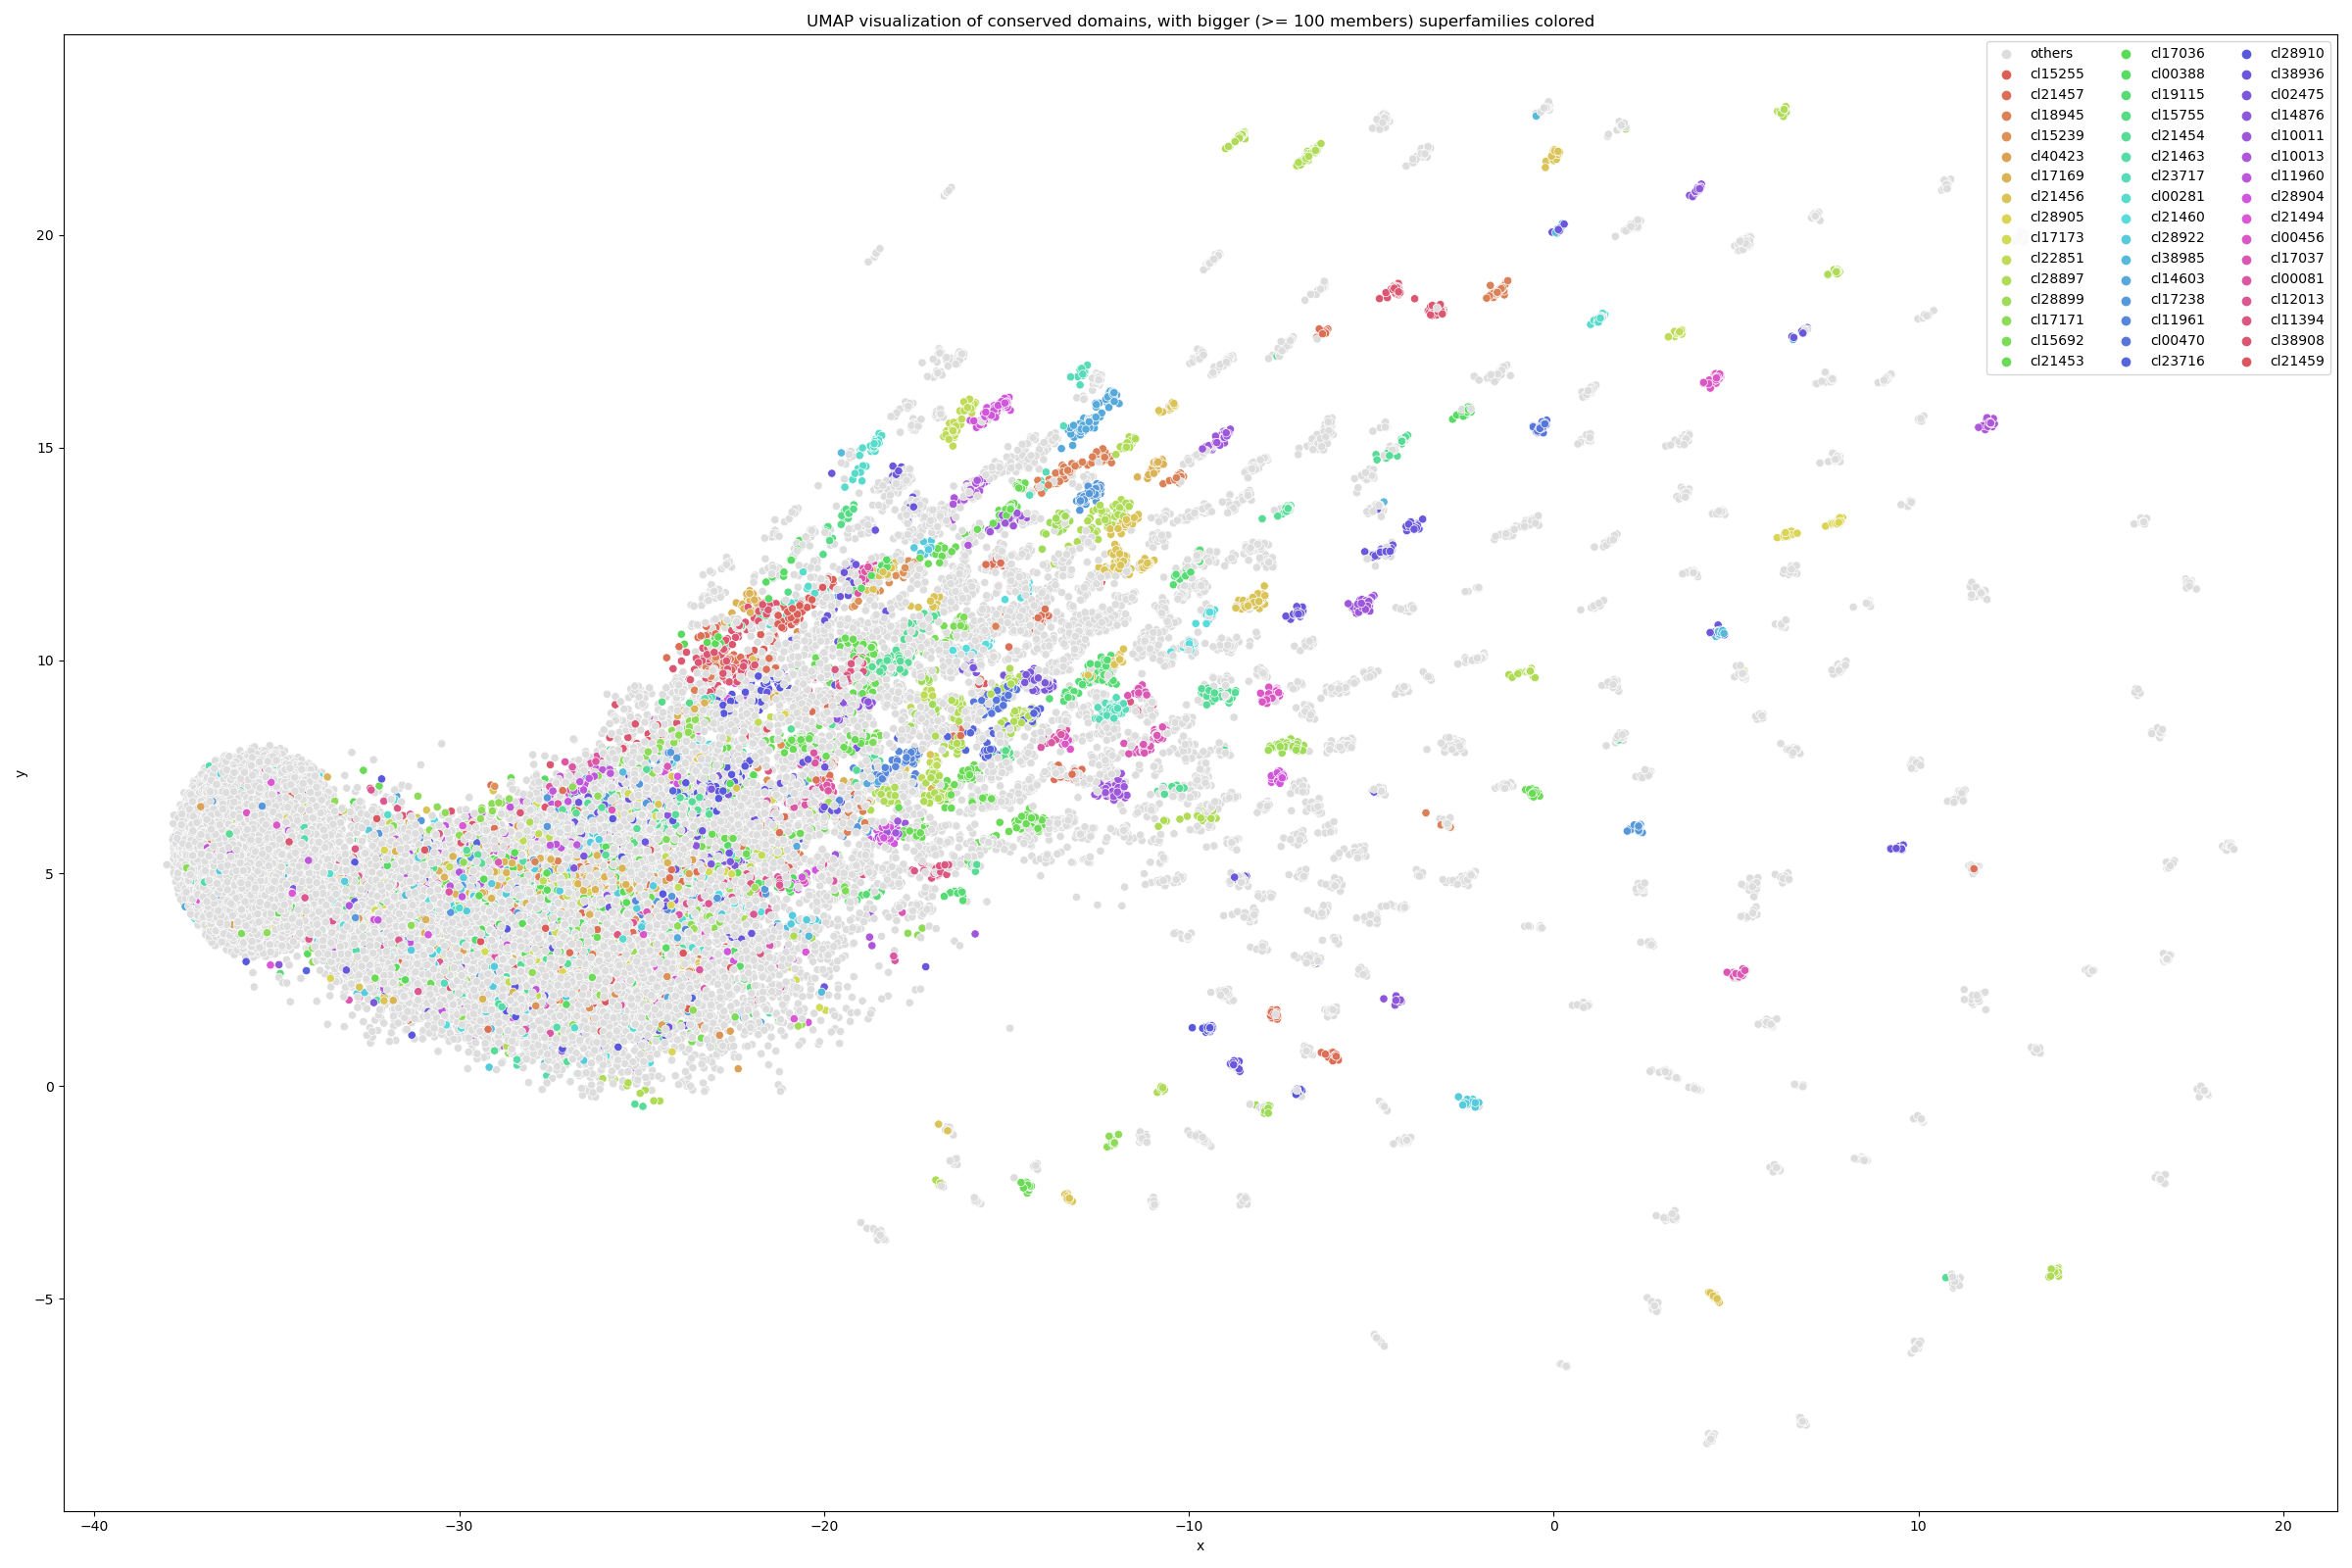 UMAP visualization of conserved domains, with bigger (>= 100 members) superfamilies colored
others
cl15255
cl21457
cl18945
cl15239
cl40423
cl17169
cl21456
cl28905
cl17173
cl22851
cl28897
cl28899
cl17171
cl15692
cl21453
cl17036
cl00388
cl19115
cl15755
cl21454
cl21463
cl23717
cl00281
cl21460
cl28922
cl38985
cl14603
cl17238
cl11961
cl00470
cl23716
cl28910
cl38936
cl02475
cl14876
cl10011
cl10013
cl11960
cl28904
cl21494
cl00456
cl17037
cl00081
cl12013
cl11394
cl38908
cl21459
y
20
15
10
5
0
−5
−40 −30 −20 −10 0 10 20
x